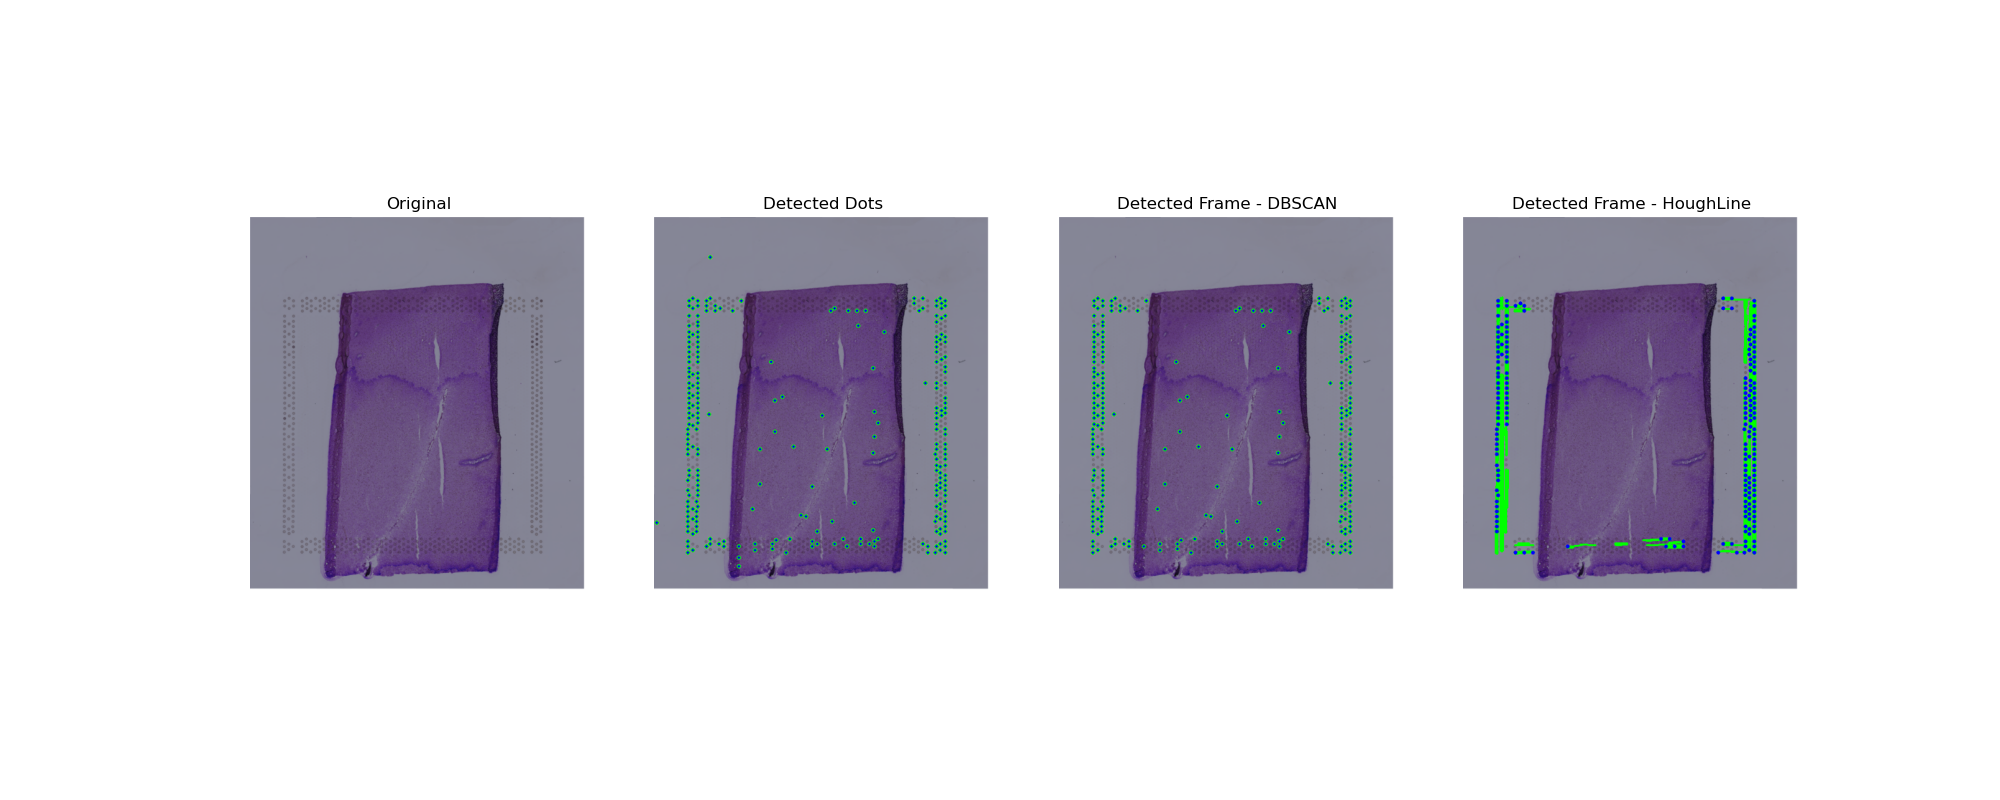 Original
Detected Dots
Detected Frame - DBSCAN
Detected Frame - HoughLine